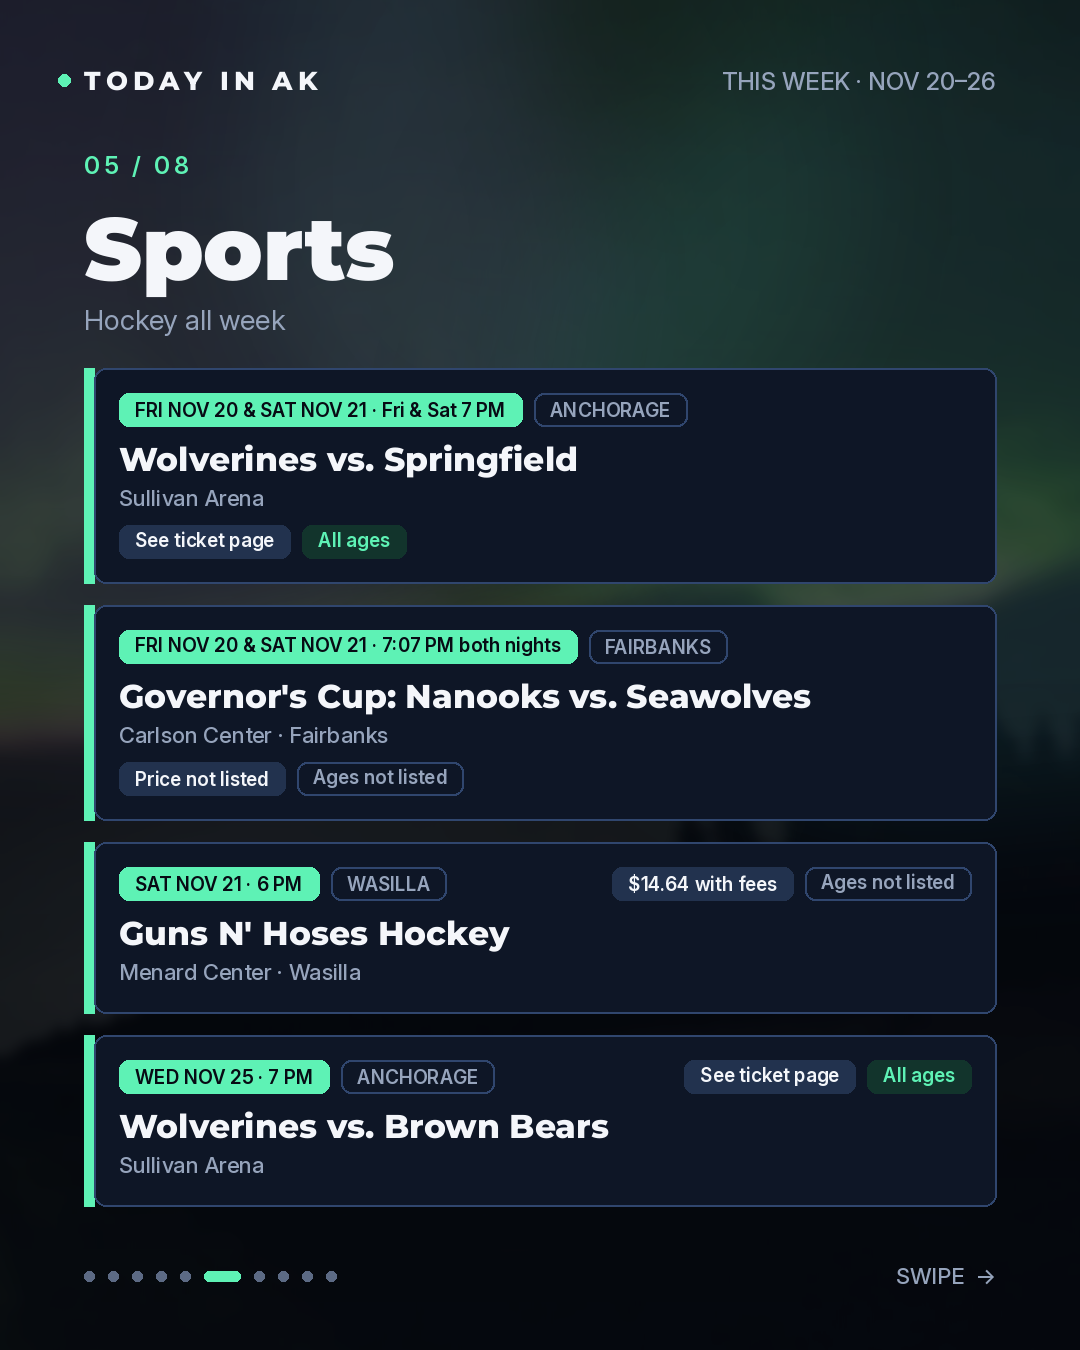 TODAY IN AK
THIS WEEK · NOV 20–26
05 / 08
Sports
Hockey all week
FRI NOV 20 & SAT NOV 21 · Fri & Sat 7 PM
ANCHORAGE
Wolverines vs. Springfield
Sullivan Arena
See ticket page
All ages
FRI NOV 20 & SAT NOV 21 · 7:07 PM both nights
FAIRBANKS
Governor's Cup: Nanooks vs. Seawolves
Carlson Center · Fairbanks
Price not listed
Ages not listed
SAT NOV 21 · 6 PM
WASILLA
$14.64 with fees
Ages not listed
Guns N' Hoses Hockey
Menard Center · Wasilla
WED NOV 25 · 7 PM
ANCHORAGE
See ticket page
All ages
Wolverines vs. Brown Bears
Sullivan Arena
SWIPE →